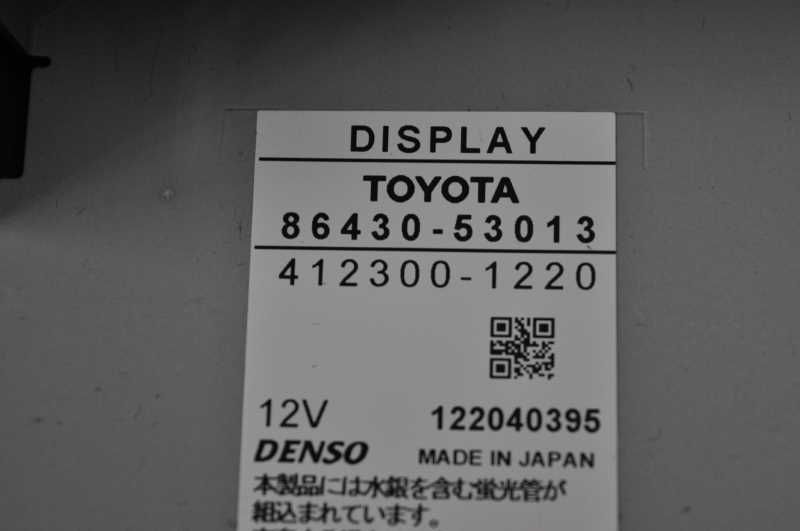 DISPLAY
TOYOTA
86430-53013
412300-1220
12V 122040395
DENSO MADE IN JAPAN
本製品には水銀を含む蛍光管が
組込まれています。